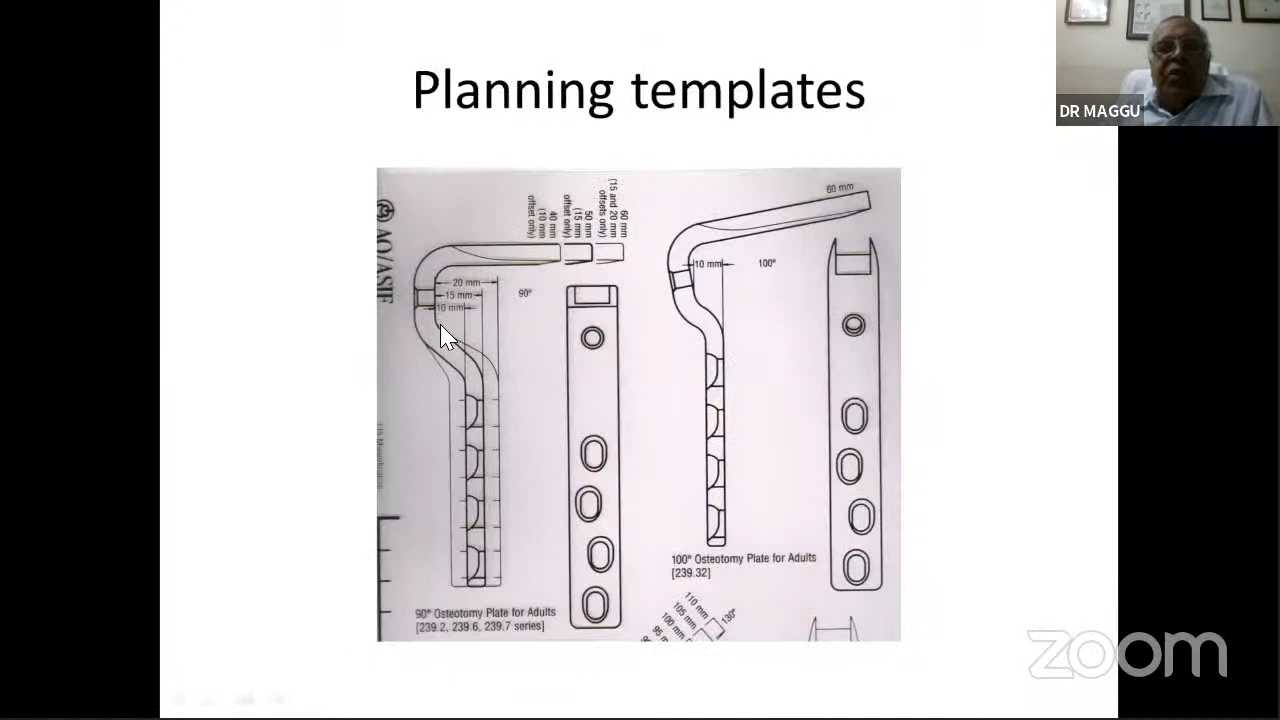 Planning templates
DR MAGGU
AO/ASIF
60 mm
(15 and 20 mm
offsets only)
50 mm
(15 mm
offset only)
40 mm
(10 mm
offset only)
20 mm
15 mm
10 mm
90°
60 mm
10 mm
100°
100° Osteotomy Plate for Adults
[239.32]
90° Osteotomy Plate for Adults
[239.2, 239.6, 239.7 series]
110 mm
105 mm
100 mm
130°
zoom